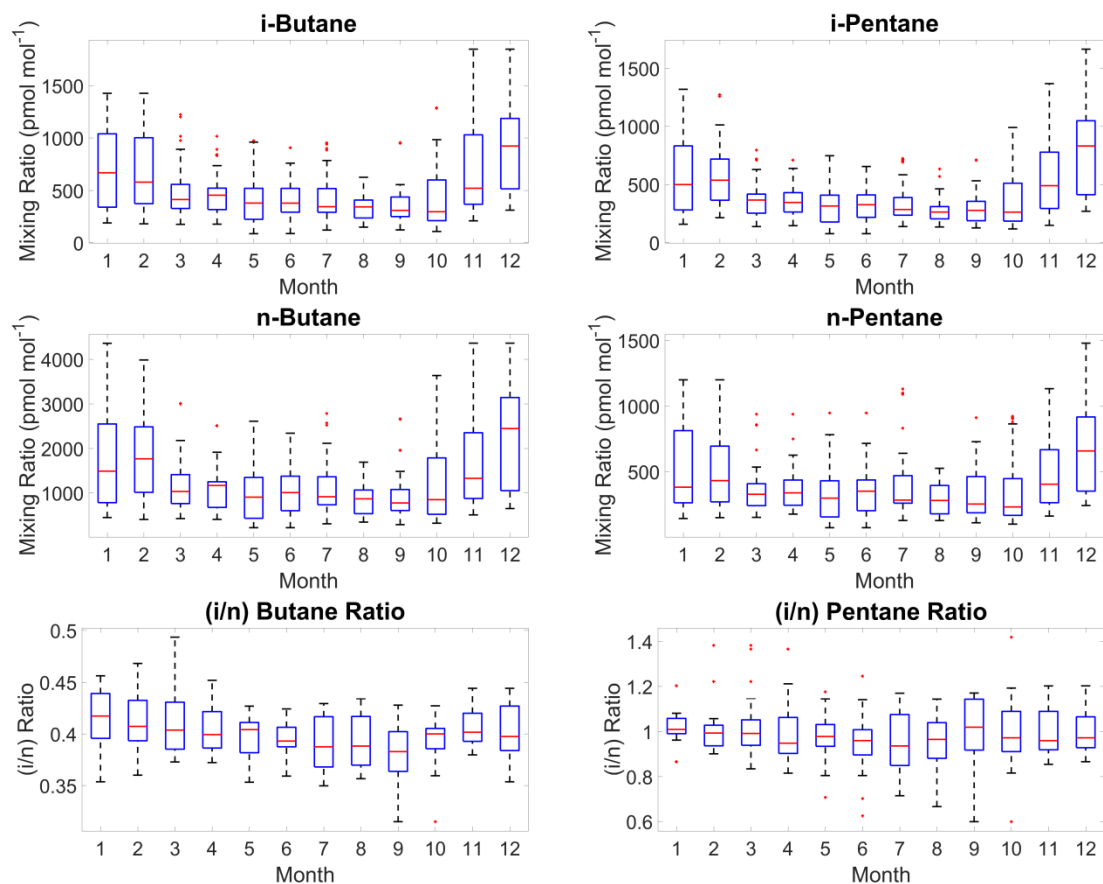 i-Butane
Mixing Ratio (pmol mol⁻¹)
1500
1000
500
0
1 2 3 4 5 6 7 8 9 10 11 12
Month
i-Pentane
Mixing Ratio (pmol mol⁻¹)
1500
1000
500
0
1 2 3 4 5 6 7 8 9 10 11 12
Month
n-Butane
Mixing Ratio (pmol mol⁻¹)
4000
3000
2000
1000
1 2 3 4 5 6 7 8 9 10 11 12
Month
n-Pentane
Mixing Ratio (pmol mol⁻¹)
1500
1000
500
1 2 3 4 5 6 7 8 9 10 11 12
Month
(i/n) Butane Ratio
(i/n) Ratio
0.5
0.45
0.4
0.35
1 2 3 4 5 6 7 8 9 10 11 12
Month
(i/n) Pentane Ratio
(i/n) Ratio
1.4
1.2
1
0.8
0.6
1 2 3 4 5 6 7 8 9 10 11 12
Month